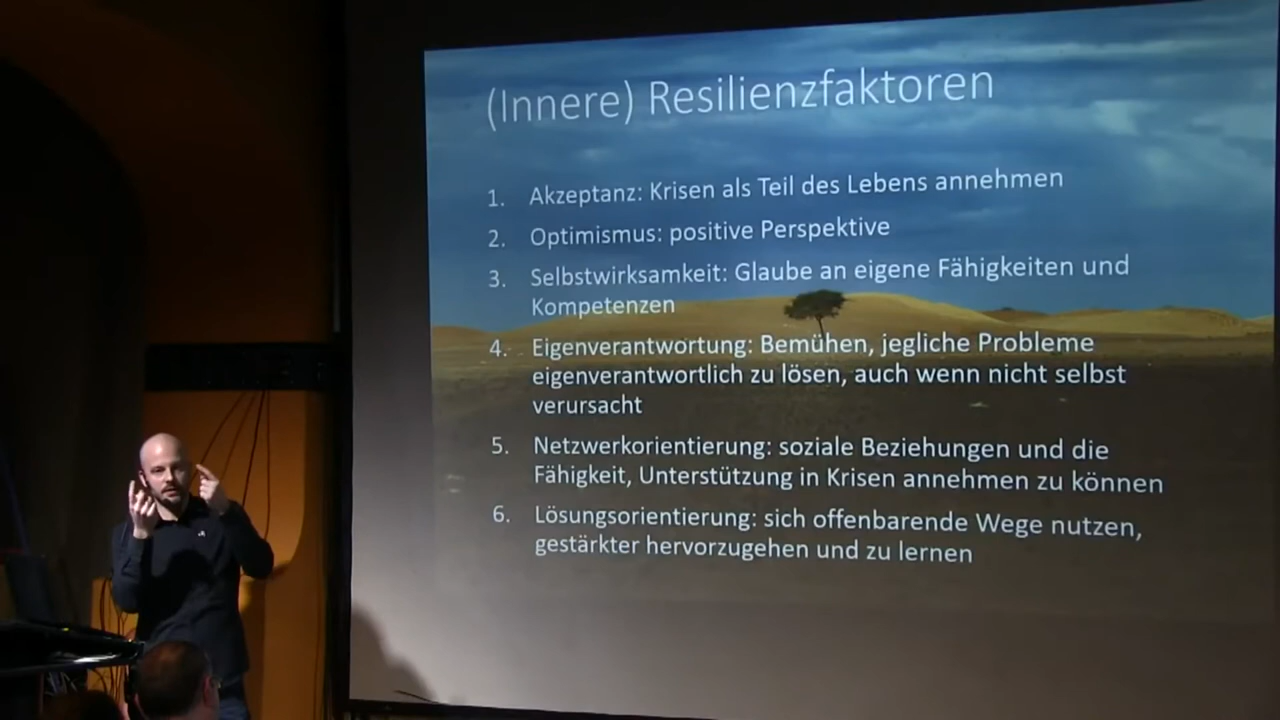 (Innere) Resilienzfaktoren
1. Akzeptanz: Krisen als Teil des Lebens annehmen
2. Optimismus: positive Perspektive
3. Selbstwirksamkeit: Glaube an eigene Fähigkeiten und
Kompetenzen
4. Eigenverantwortung: Bemühen, jegliche Probleme
eigenverantwortlich zu lösen, auch wenn nicht selbst
verursacht
5. Netzwerkorientierung: soziale Beziehungen und die
Fähigkeit, Unterstützung in Krisen annehmen zu können
6. Lösungsorientierung: sich offenbarende Wege nutzen,
gestärkter hervorzugehen und zu lernen